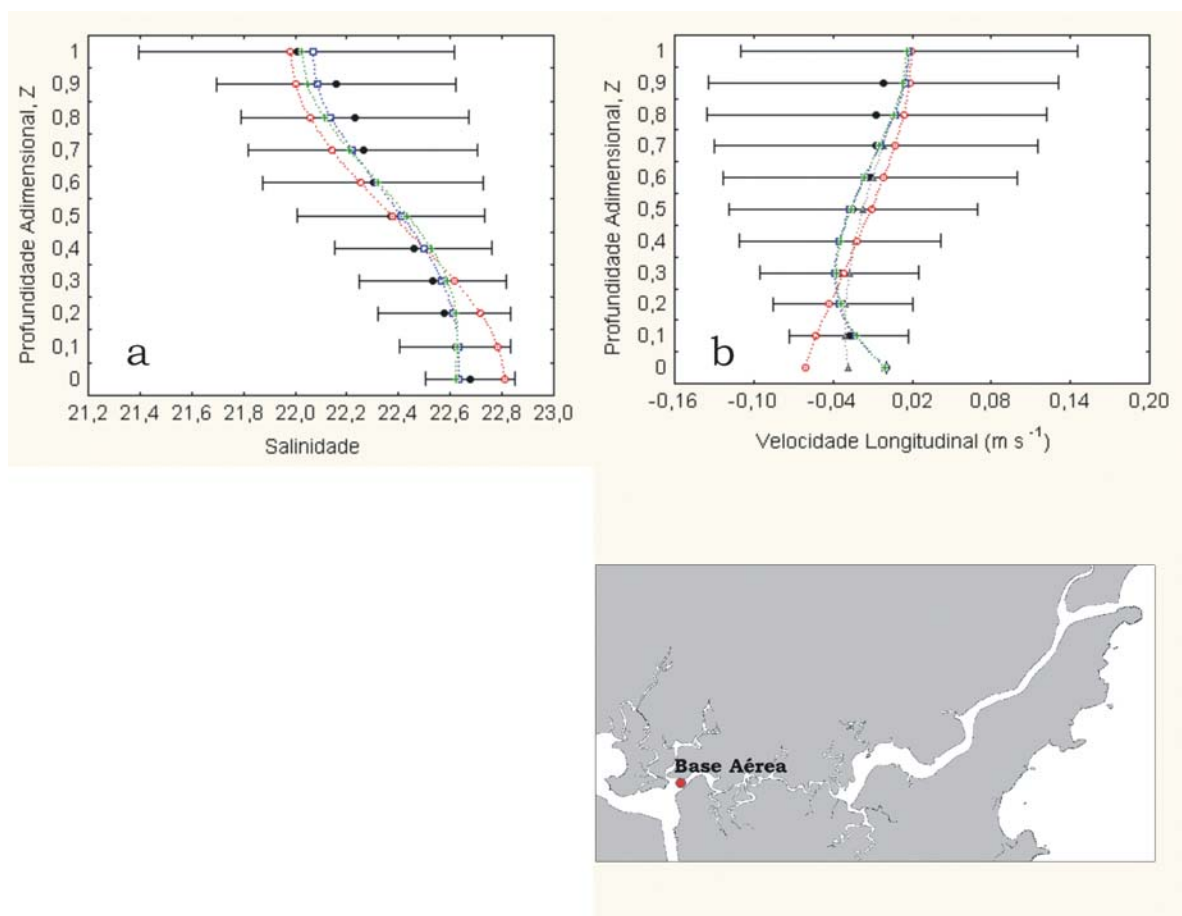 Profundidade Adimensional, Z
1
0,9
0,8
0,7
0,6
0,5
0,4
0,3
0,2
0,1
0
a
21,2 21,4 21,6 21,8 22,0 22,2 22,4 22,6 22,8 23,0
Salinidade
Profundidade Adimensional, Z
1
0,9
0,8
0,7
0,6
0,5
0,4
0,3
0,2
0,1
0
b
-0,16 -0,10 -0,04 0,02 0,08 0,14 0,20
Velocidade Longitudinal (m s⁻¹)
Base Aérea